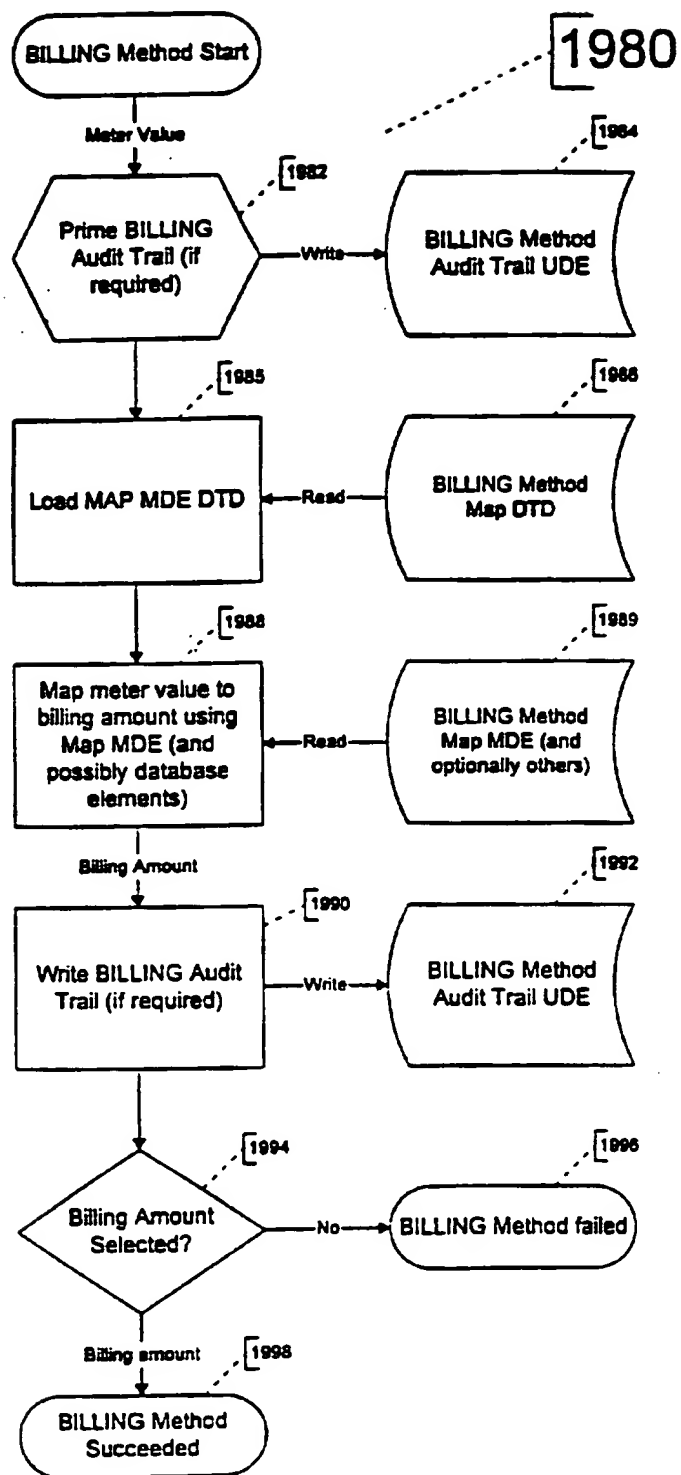 BILLING Method Start
1980
Meter Value
1982
1984
Prime BILLING
Audit Trail (if
required)
Write
BILLING Method
Audit Trail UDE
1985
1986
Load MAP MDE DTD
Read
BILLING Method
Map DTD
1988
1989
Map meter value to
billing amount using
Map MDE (and
possibly database
elements)
Read
BILLING Method
Map MDE (and
optionally others)
Billing Amount
1990
1992
Write BILLING Audit
Trail (if required)
Write
BILLING Method
Audit Trail UDE
1994
1996
Billing Amount
Selected?
No
BILLING Method failed
Billing amount
1998
BILLING Method
Succeeded